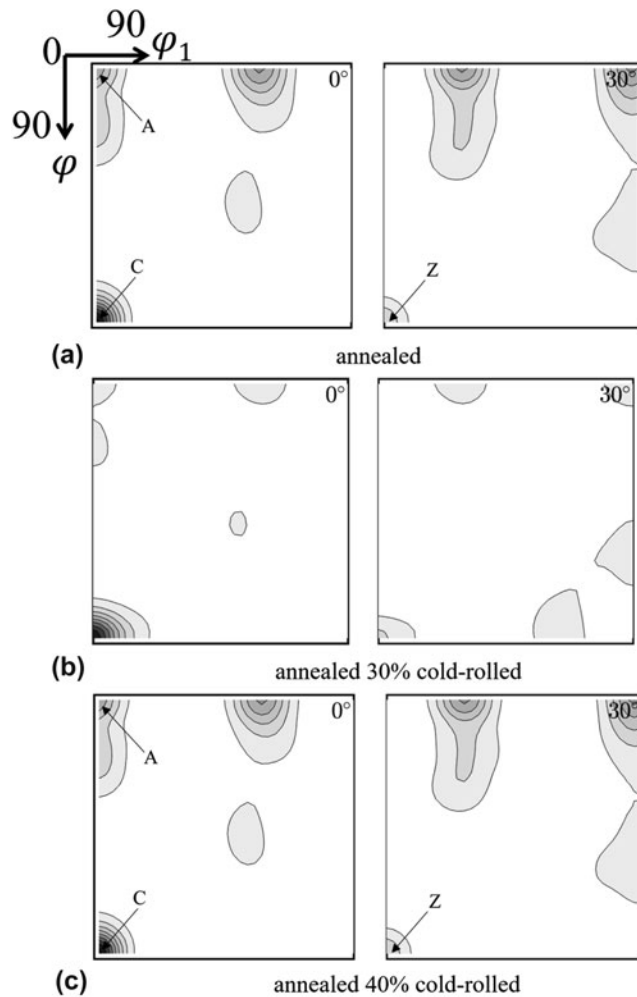 90
0 φ₁
90
φ
0° 30°
A
C Z
(a) annealed
0° 30°
(b) annealed 30% cold-rolled
0° 30°
A
C Z
(c) annealed 40% cold-rolled